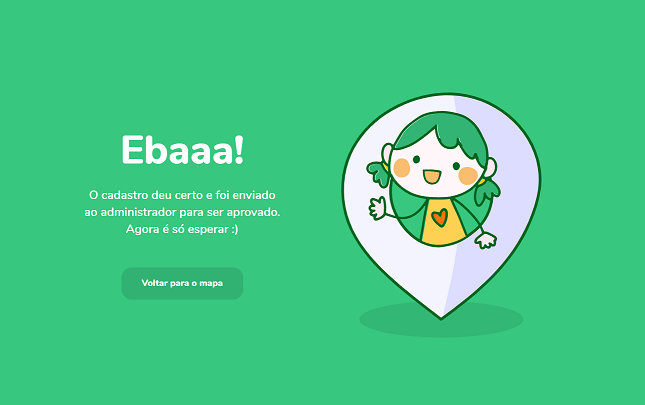 Ebaaa!
O cadastro deu certo e foi enviado
ao administrador para ser aprovado.
Agora é só esperar :)
Voltar para o mapa